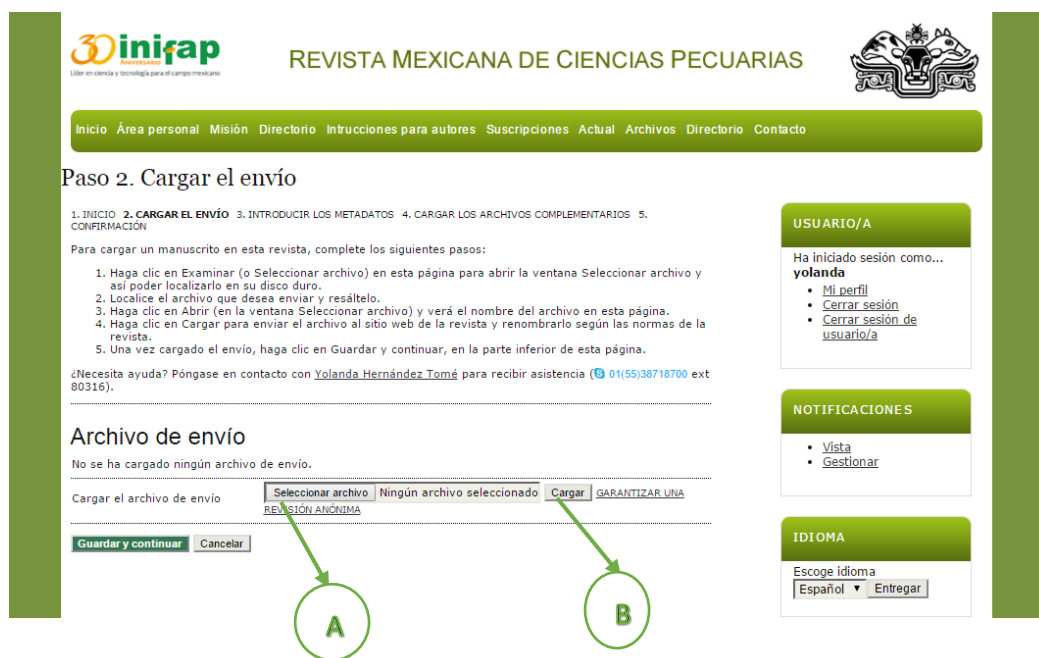 30 inifap
ANIVERSARIO
Líder en ciencia y tecnología para el campo mexicano
REVISTA MEXICANA DE CIENCIAS PECUARIAS
Inicio Área personal Misión Directorio Intrucciones para autores Suscripciones Actual Archivos Directorio Contacto
Paso 2. Cargar el envío
1. INICIO 2. CARGAR EL ENVÍO 3. INTRODUCIR LOS METADATOS 4. CARGAR LOS ARCHIVOS COMPLEMENTARIOS 5.
CONFIRMACIÓN
Para cargar un manuscrito en esta revista, complete los siguientes pasos:
1. Haga clic en Examinar (o Seleccionar archivo) en esta página para abrir la ventana Seleccionar archivo y
así poder localizarlo en su disco duro.
2. Localice el archivo que desea enviar y resáltelo.
3. Haga clic en Abrir (en la ventana Seleccionar archivo) y verá el nombre del archivo en esta página.
4. Haga clic en Cargar para enviar el archivo al sitio web de la revista y renombrarlo según las normas de la
revista.
5. Una vez cargado el envío, haga clic en Guardar y continuar, en la parte inferior de esta página.
¿Necesita ayuda? Póngase en contacto con Yolanda Hernández Tomé para recibir asistencia (01(55)38718700 ext
80316).
Archivo de envío
No se ha cargado ningún archivo de envío.
Cargar el archivo de envío Seleccionar archivo Ningún archivo seleccionado Cargar GARANTIZAR UNA
REVISIÓN ANÓNIMA
Guardar y continuar Cancelar
A
B
USUARIO/A
Ha iniciado sesión como...
yolanda
Mi perfil
Cerrar sesión
Cerrar sesión de
usuario/a
NOTIFICACIONES
Vista
Gestionar
IDIOMA
Escoge idioma
Español Entregar